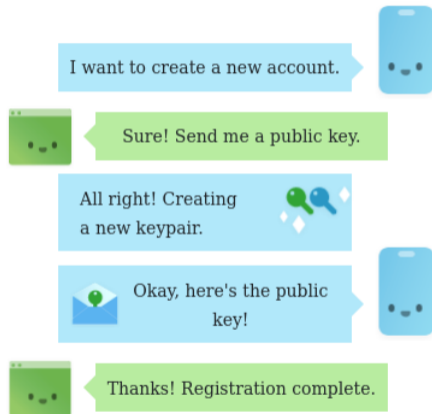 I want to create a new account.
Sure! Send me a public key.
All right! Creating
a new keypair.
Okay, here's the public
key!
Thanks! Registration complete.